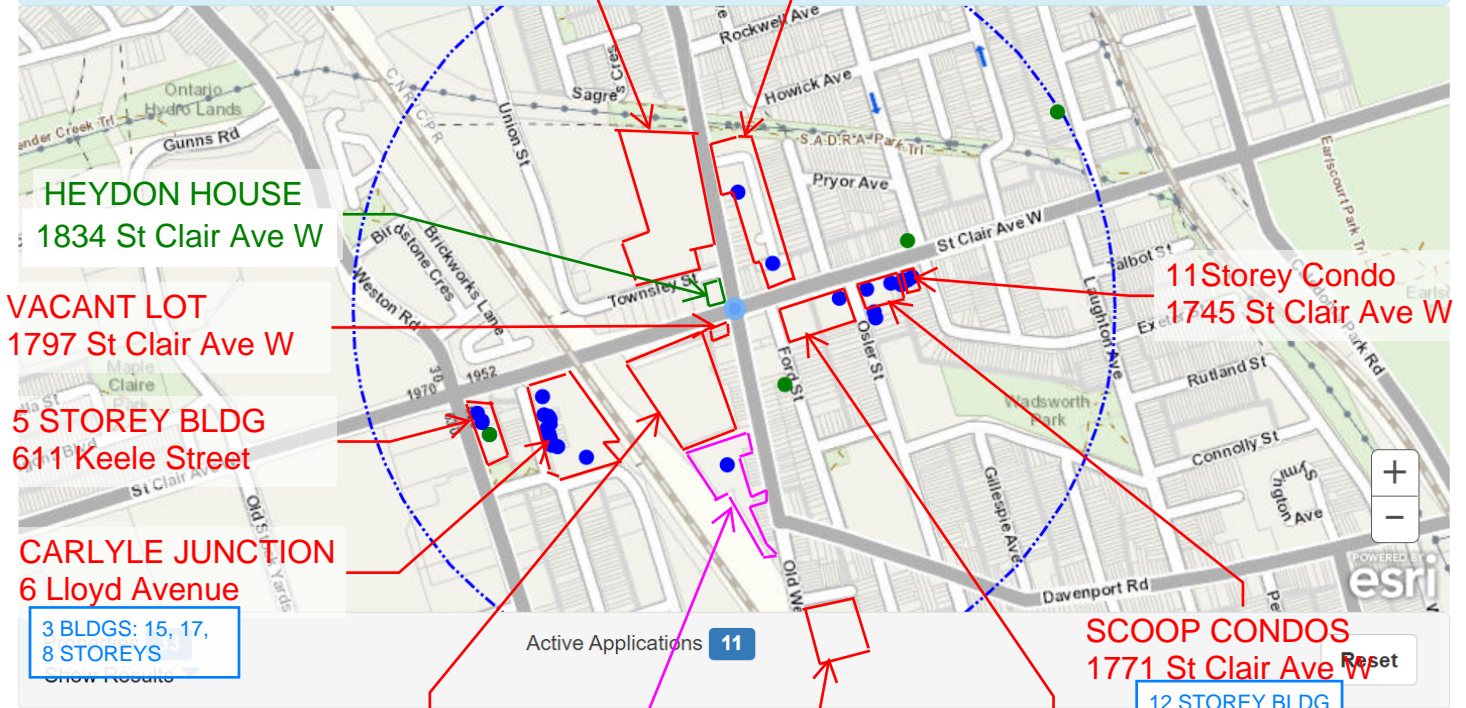 Rockwell Ave
Ontario
Hydro Lands
C.N.R./C.P.R
Sagres Cres
Howick Ave
Gunns Rd
Union St
S.A.D.R.A. Park Trl
Pryor Ave
St Clair Ave W
HEYDON HOUSE
1834 St Clair Ave W
Birdstone Cres
Brickworks Lane
Weston Rd
Townsley St
Talbot St
Earlscourt Park Trl
11Storey Condo
1745 St Clair Ave W
VACANT LOT
1797 St Clair Ave W
Maple
Claire
Park
1970
30
1952
Ford St
Osler St
Laughton Ave
Rutland St
Wadsworth
Park
Connolly St
5 STOREY BLDG
611 Keele Street
St Clair Ave
Gillespie Ave
Old Stock Yards
CARLYLE JUNCTION
6 Lloyd Avenue
Davenport Rd
+
−
POWERED BY
esri
3 BLDGS: 15, 17,
8 STOREYS
Show Results
Active Applications 11
SCOOP CONDOS
1771 St Clair Ave W
Reset
12 STOREY BLDG